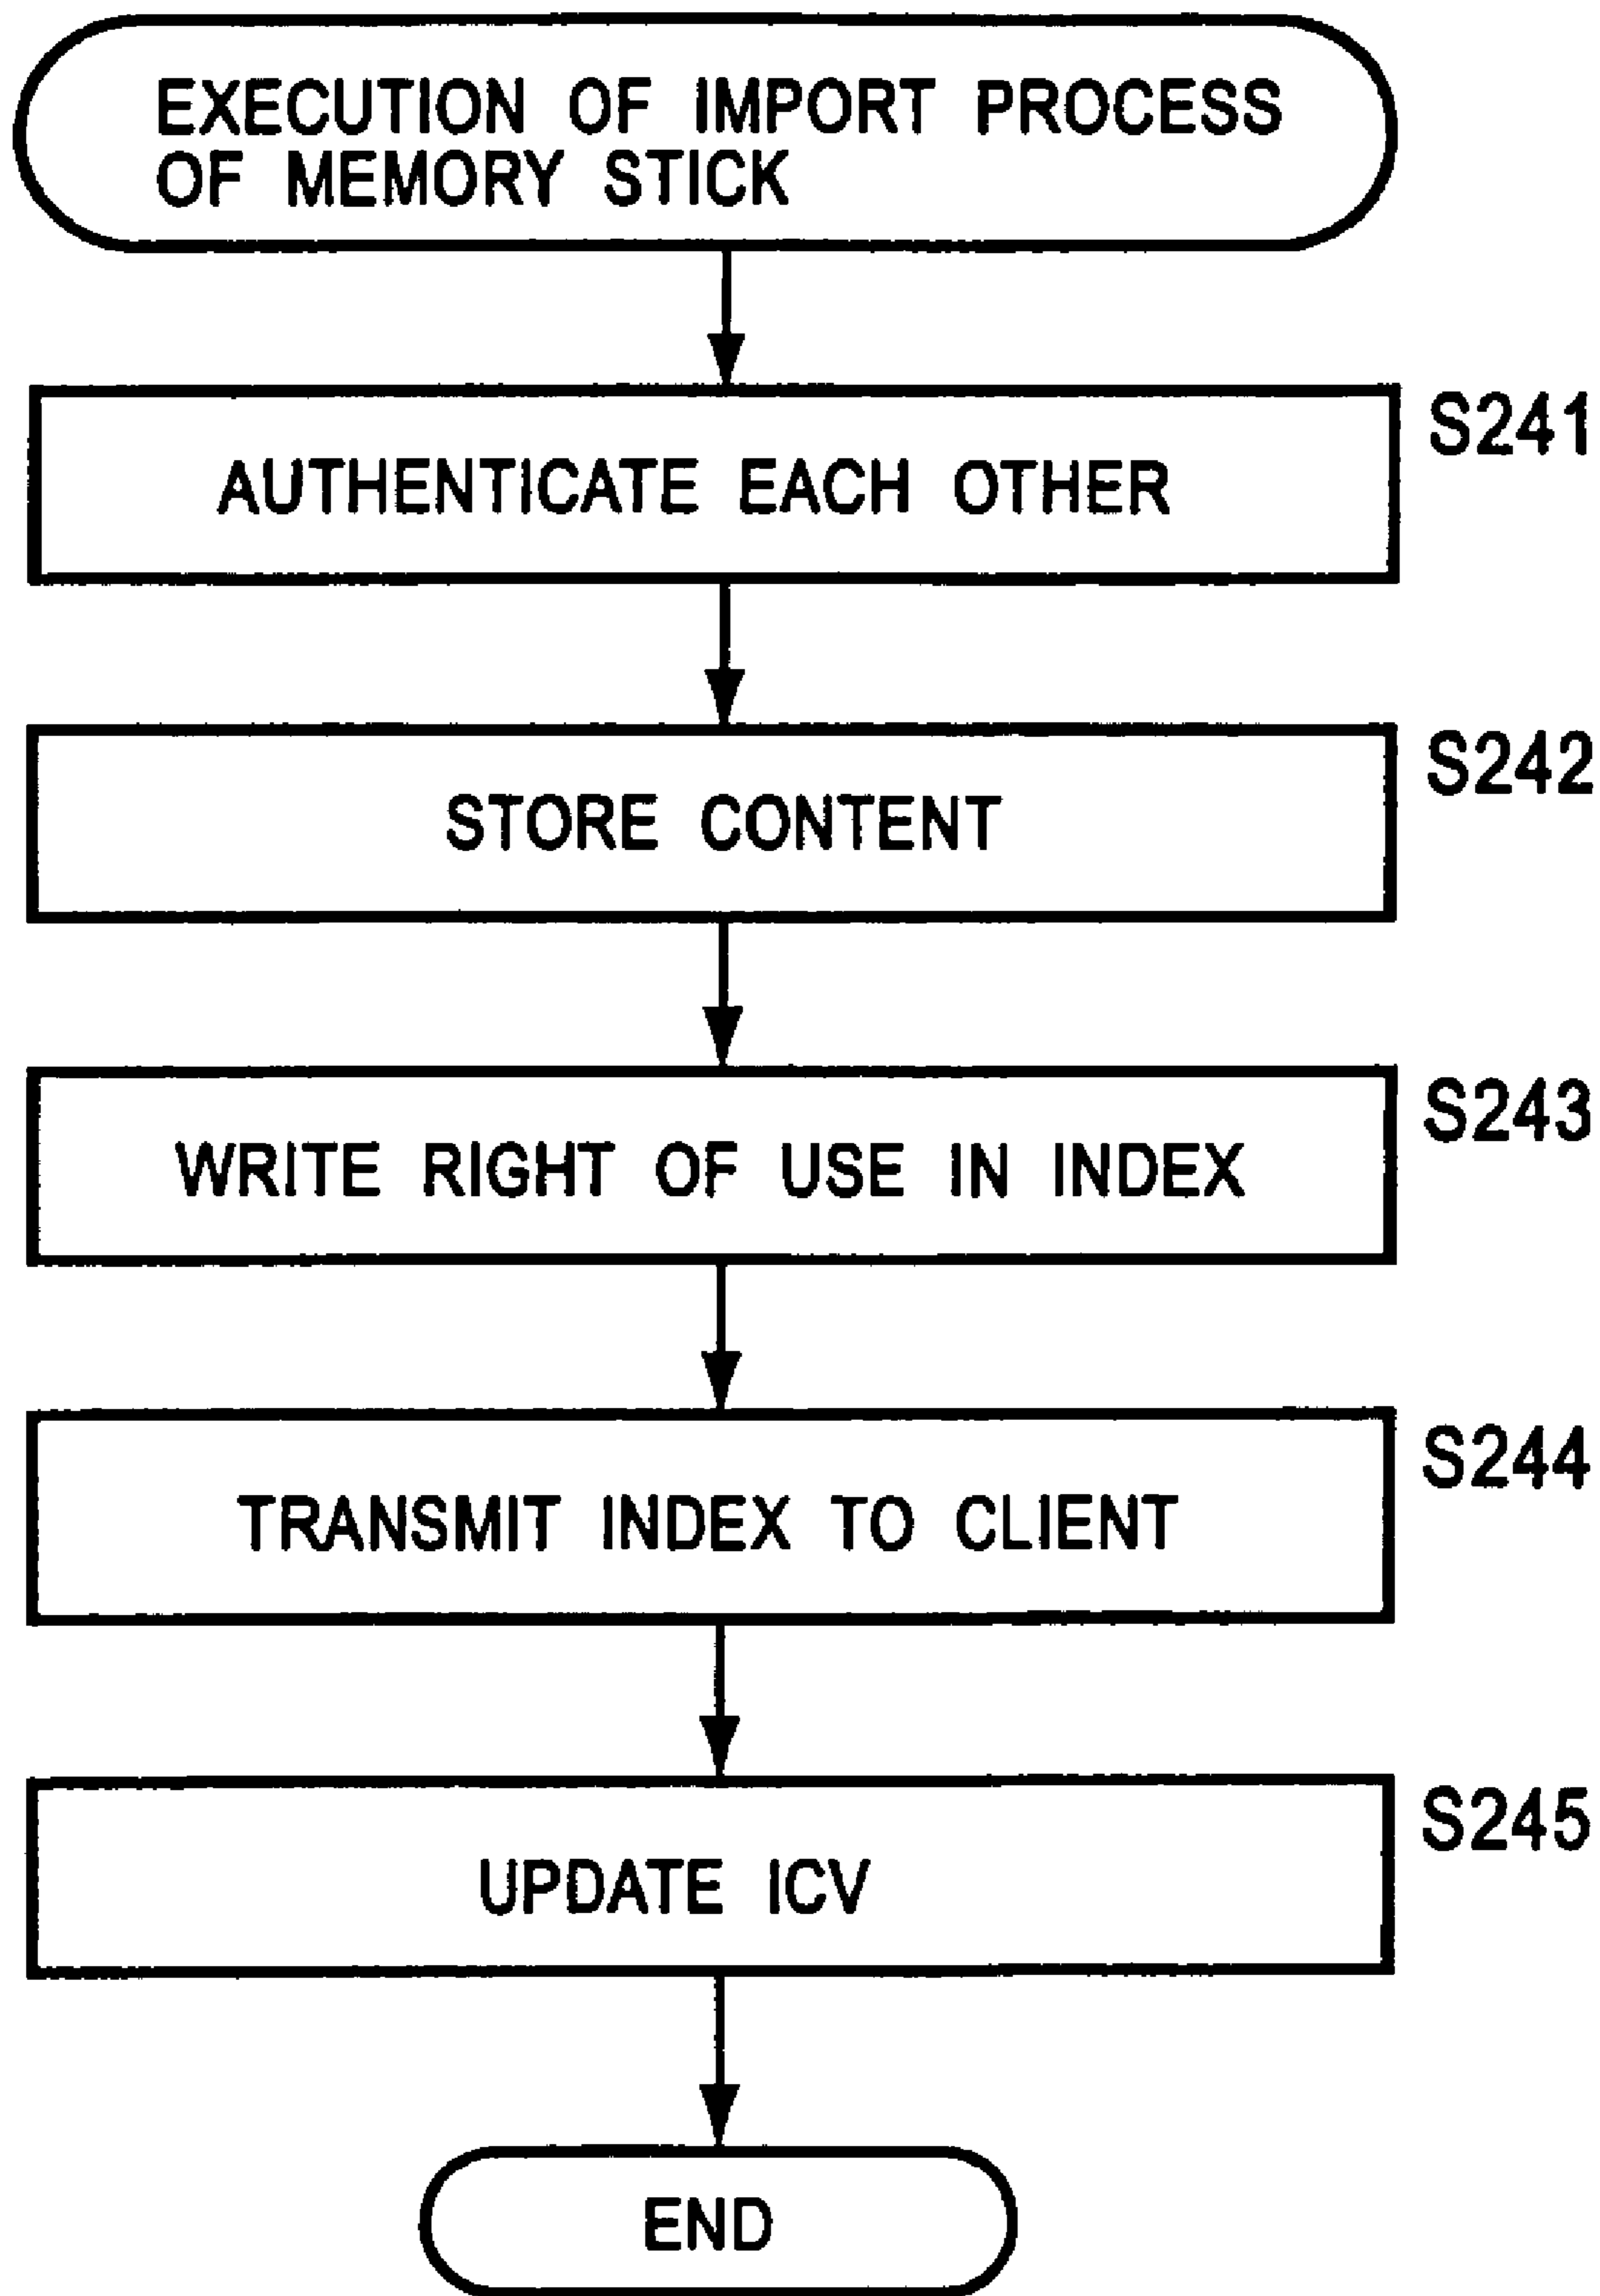 EXECUTION OF IMPORT PROCESS
OF MEMORY STICK
S241
AUTHENTICATE EACH OTHER
S242
STORE CONTENT
S243
WRITE RIGHT OF USE IN INDEX
S244
TRANSMIT INDEX TO CLIENT
S245
UPDATE ICV
END